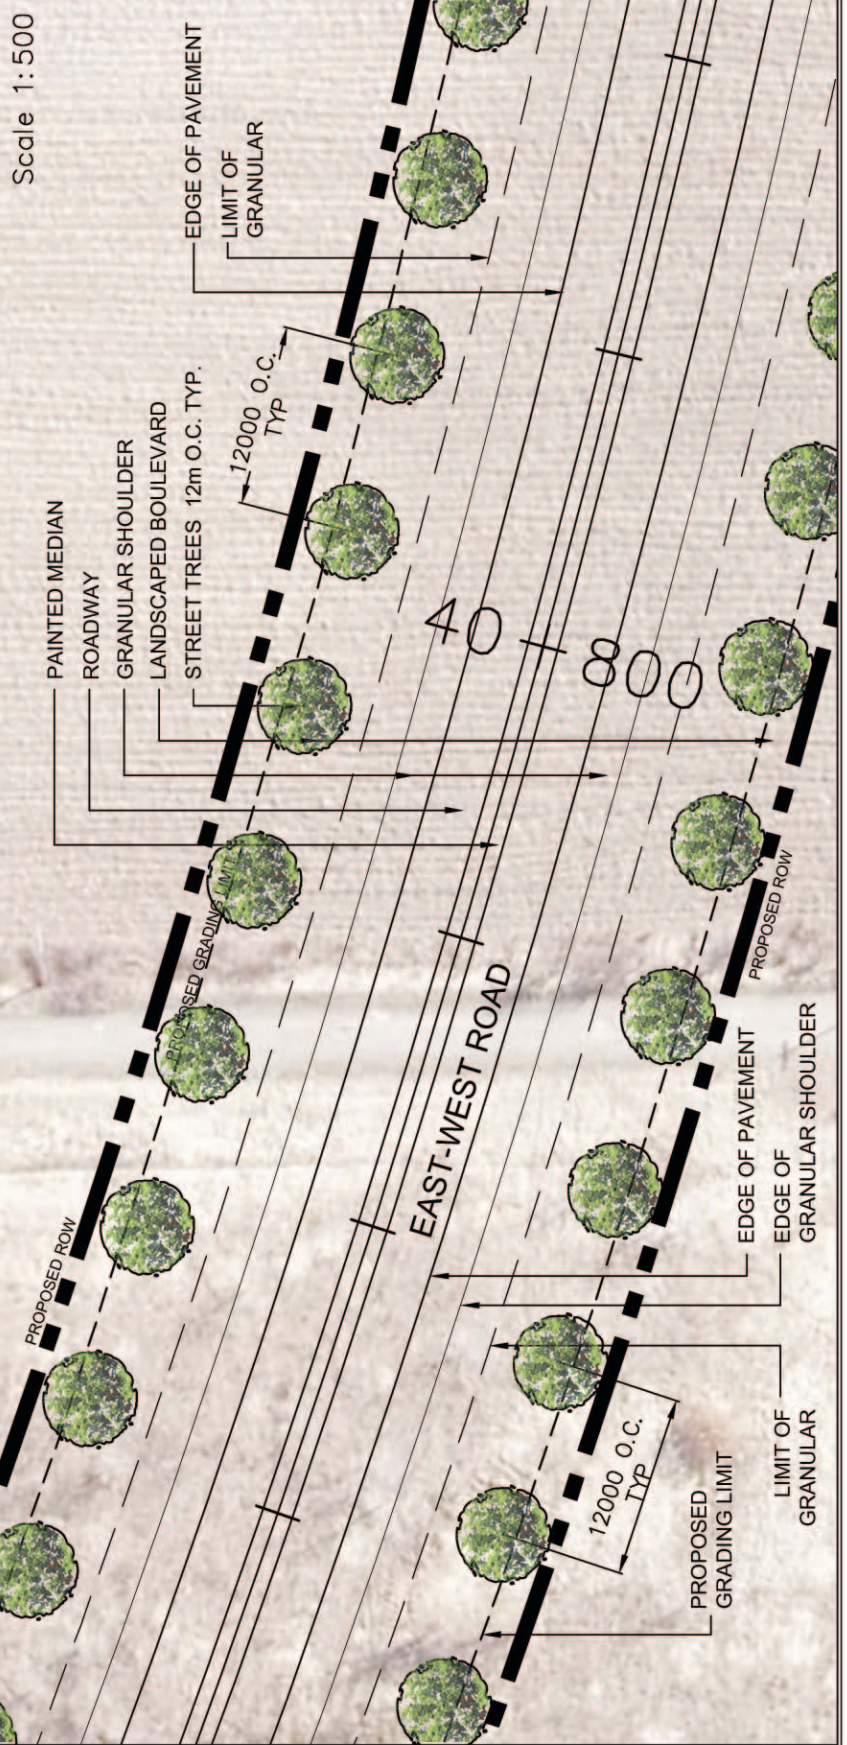 Scale 1:500
EDGE OF PAVEMENT
LIMIT OF
GRANULAR
12000 O.C.
TYP
PAINTED MEDIAN
ROADWAY
GRANULAR SHOULDER
LANDSCAPED BOULEVARD
STREET TREES 12m O.C. TYP.
40
800
PROPOSED GRADING LIMIT
PROPOSED ROW
EAST-WEST ROAD
PROPOSED ROW
EDGE OF PAVEMENT
EDGE OF
GRANULAR SHOULDER
LIMIT OF
GRANULAR
12000 O.C.
TYP
PROPOSED
GRADING LIMIT